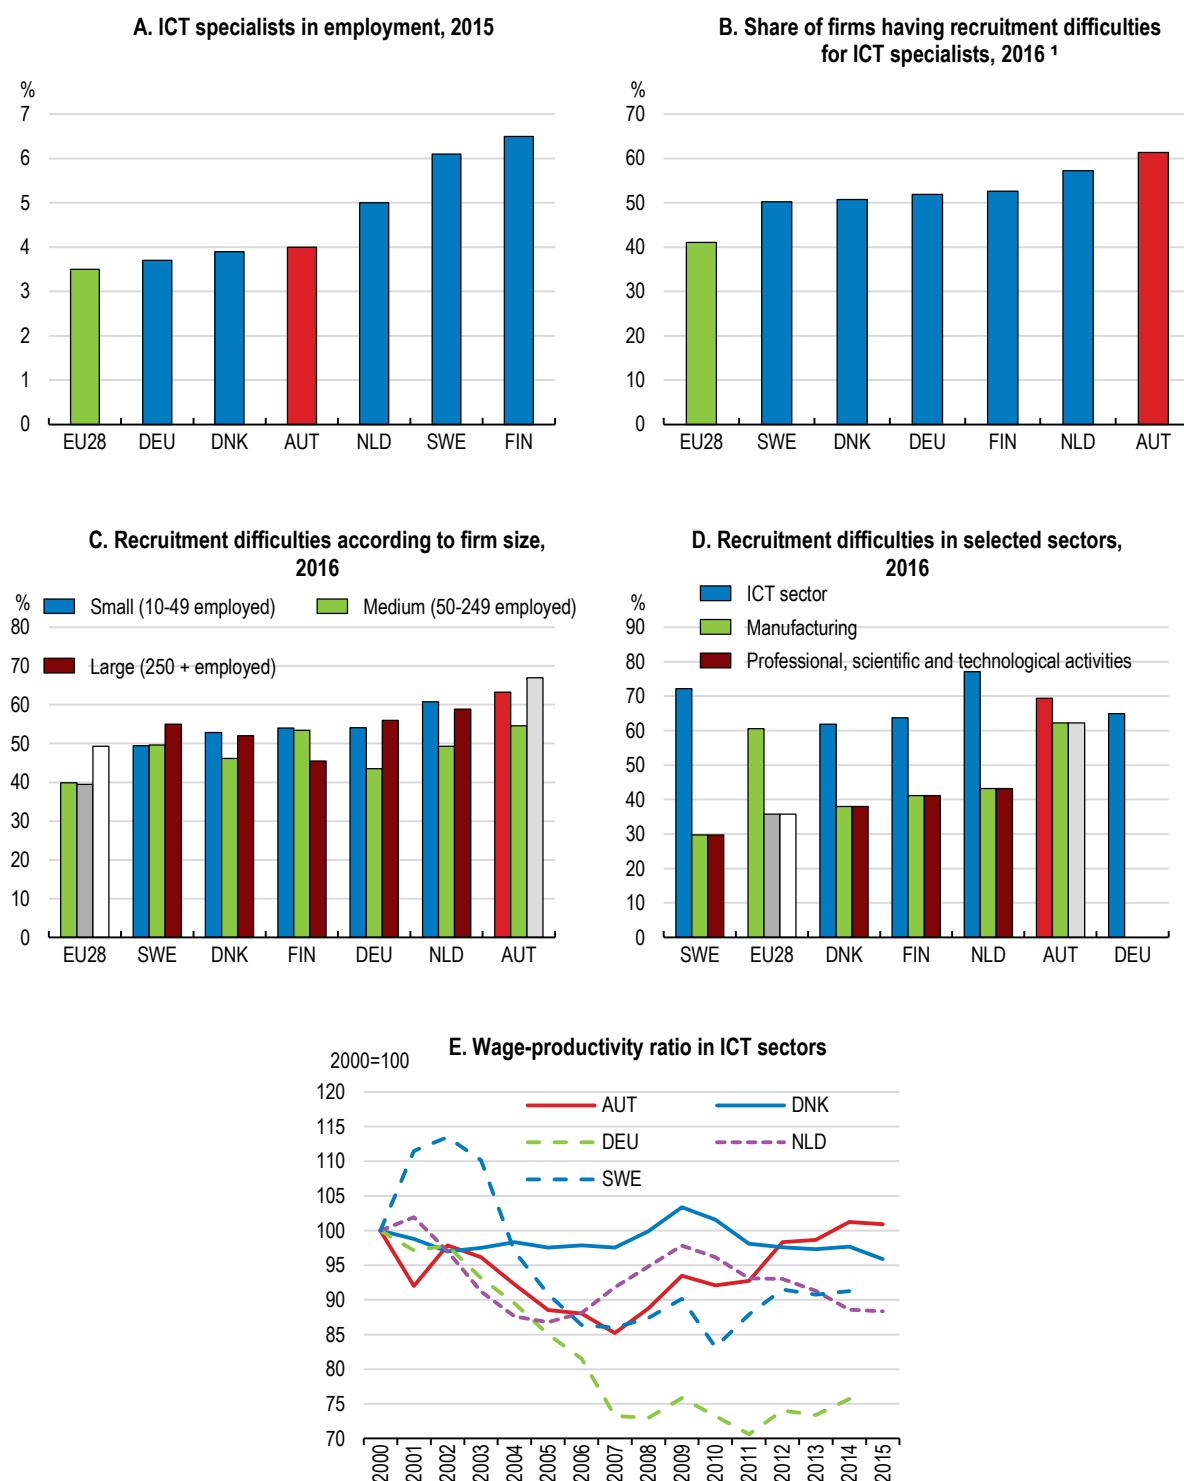 A. ICT specialists in employment, 2015
%
7
6
5
4
3
2
1
0
EU28 DEU DNK AUT NLD SWE FIN
B. Share of firms having recruitment difficulties
for ICT specialists, 2016 ¹
%
70
60
50
40
30
20
10
0
EU28 SWE DNK DEU FIN NLD AUT
C. Recruitment difficulties according to firm size,
2016
%
Small (10-49 employed) Medium (50-249 employed)
Large (250 + employed)
80
70
60
50
40
30
20
10
0
EU28 SWE DNK FIN DEU NLD AUT
D. Recruitment difficulties in selected sectors,
2016
%
ICT sector
Manufacturing
Professional, scientific and technological activities
90
80
70
60
50
40
30
20
10
0
SWE EU28 DNK FIN NLD AUT DEU
E. Wage-productivity ratio in ICT sectors
2000=100
AUT DNK
DEU NLD
SWE
120
115
110
105
100
95
90
85
80
75
70
2000 2001 2002 2003 2004 2005 2006 2007 2008 2009 2010 2011 2012 2013 2014 2015